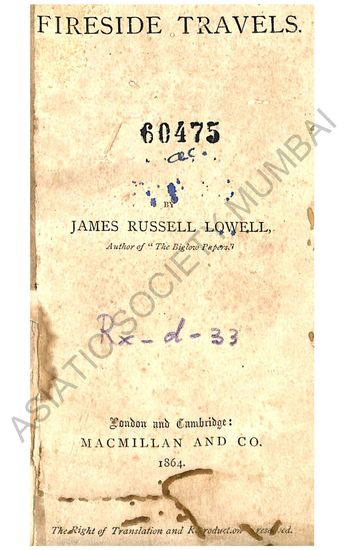 FIRESIDE TRAVELS.
60475
ac.
BY
JAMES RUSSELL LOWELL,
Author of "The Biglow Papers."
Rx-d-33
ASIATIC SOCIETY MUMBAI
London and Cambridge:
MACMILLAN AND CO.
1864.
The Right of Translation and Reproduction is reserved.